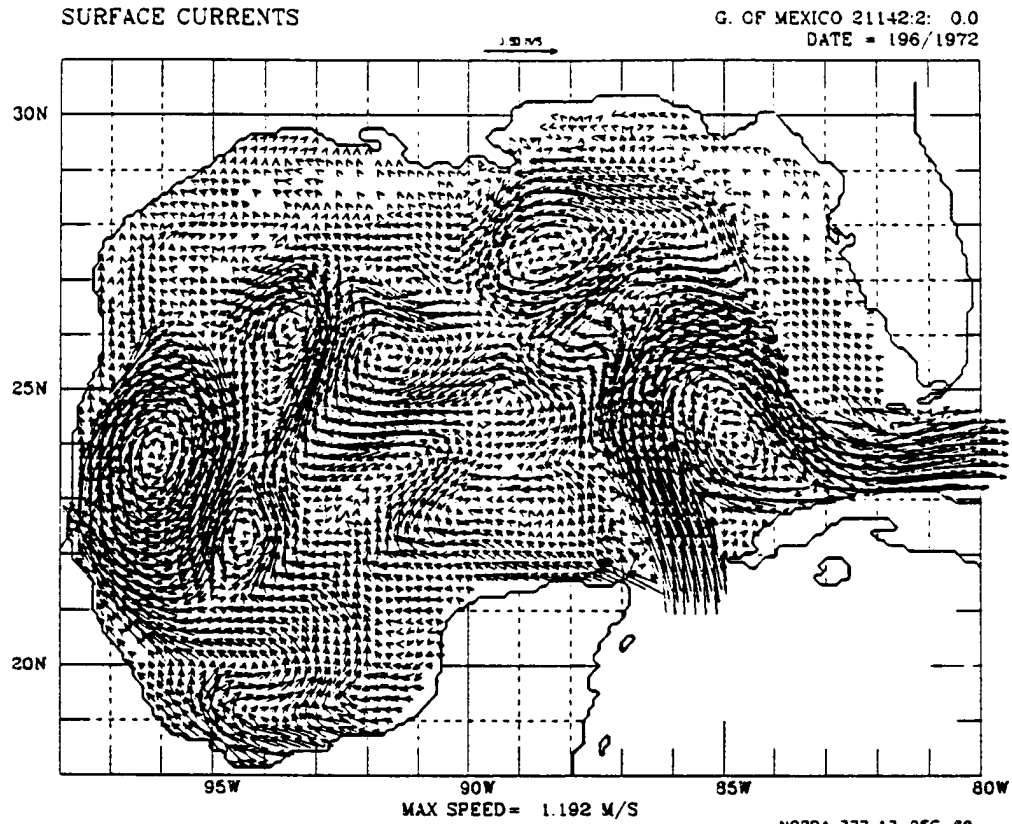 SURFACE CURRENTS
G. OF MEXICO 21142:2: 0.0
DATE = 196/1972
30N
25N
20N
95W
90W
85W
80W
MAX SPEED= 1.192 M/S